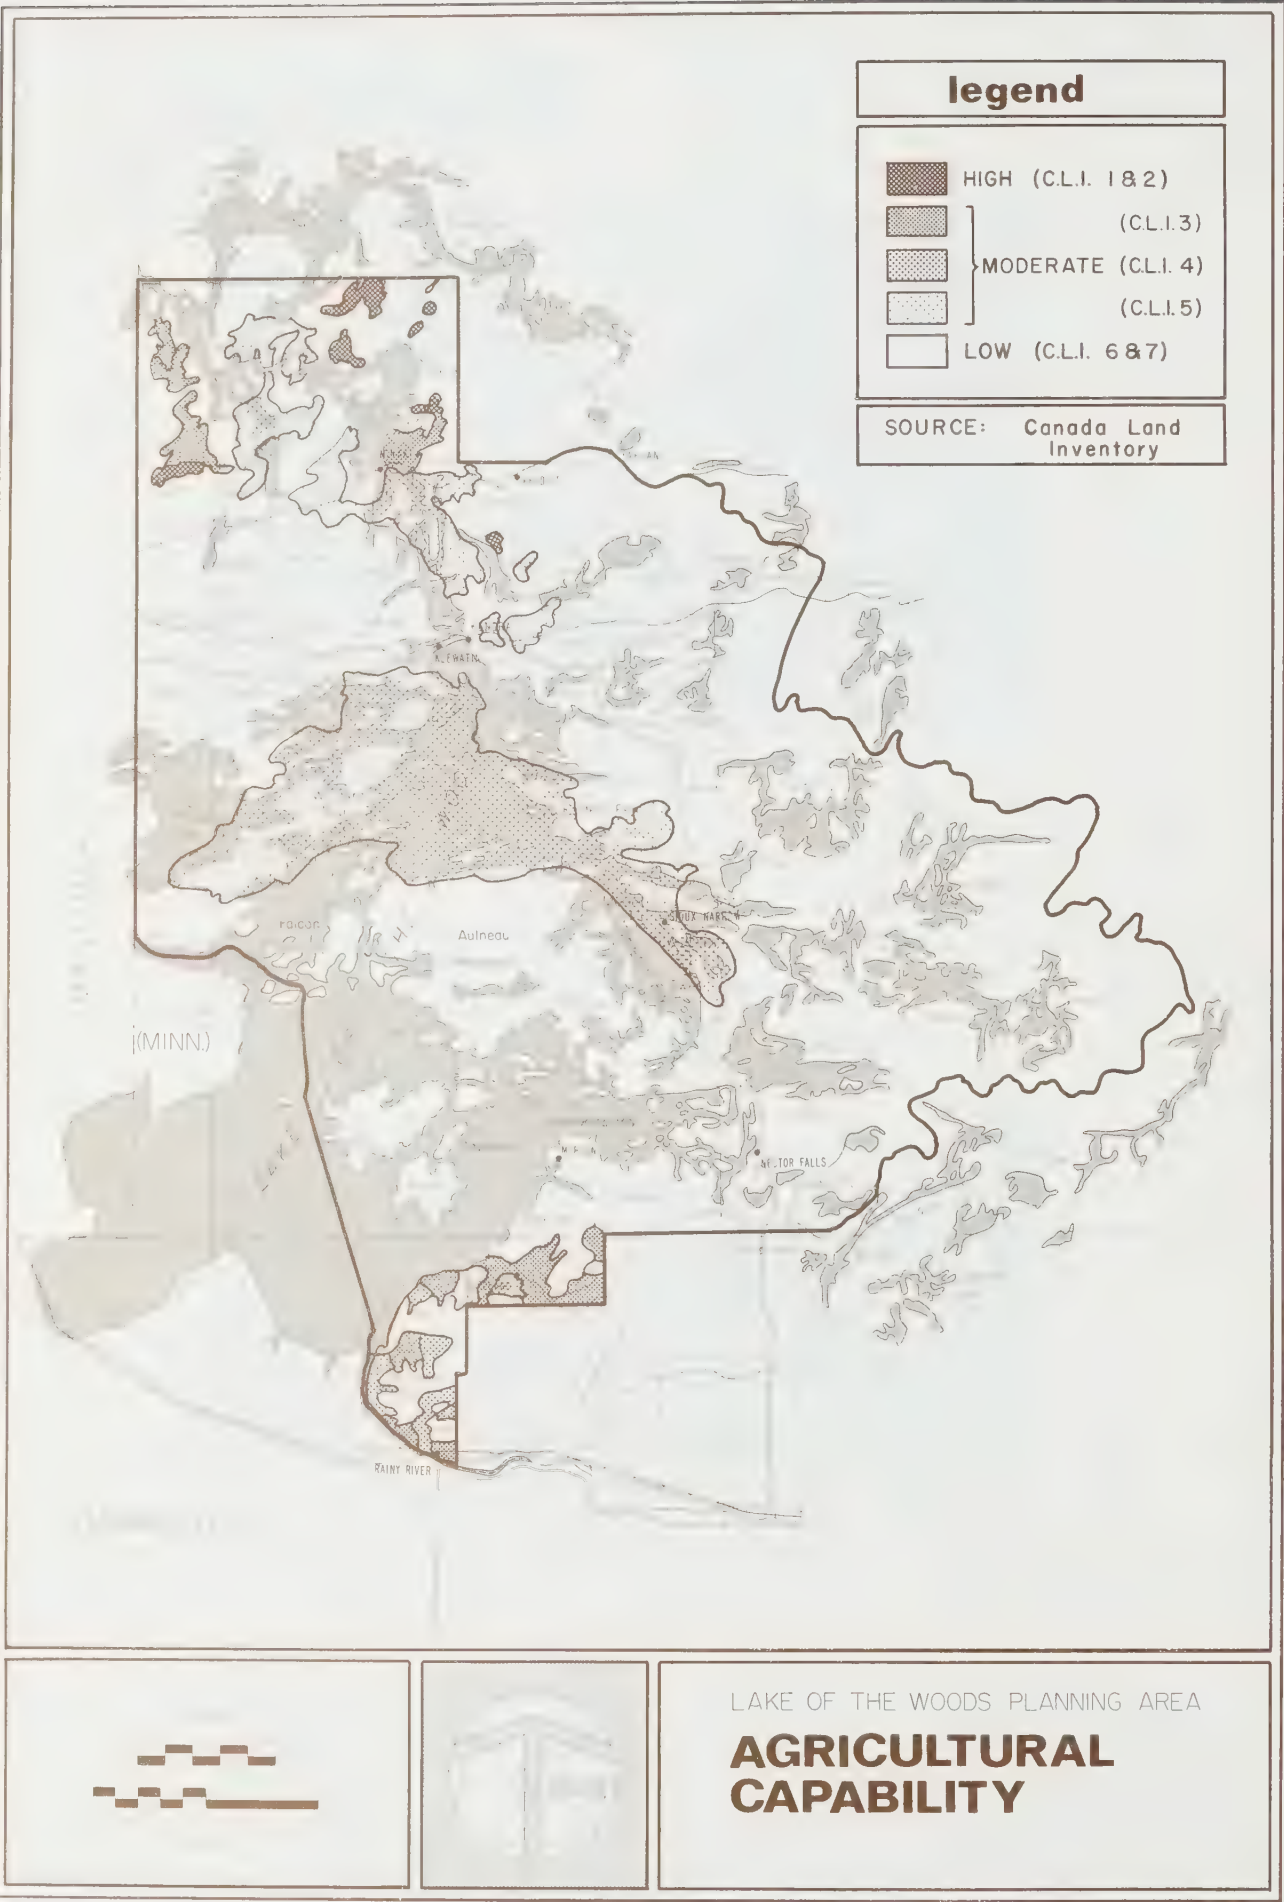 legend
HIGH (C.L.I. 1 & 2)
(C.L.I. 3)
MODERATE (C.L.I. 4)
(C.L.I. 5)
LOW (C.L.I. 6 & 7)
SOURCE: Canada Land
Inventory
Aulneau
(MINN.)
FALLS
RAINY RIVER
LAKE OF THE WOODS PLANNING AREA
AGRICULTURAL
CAPABILITY